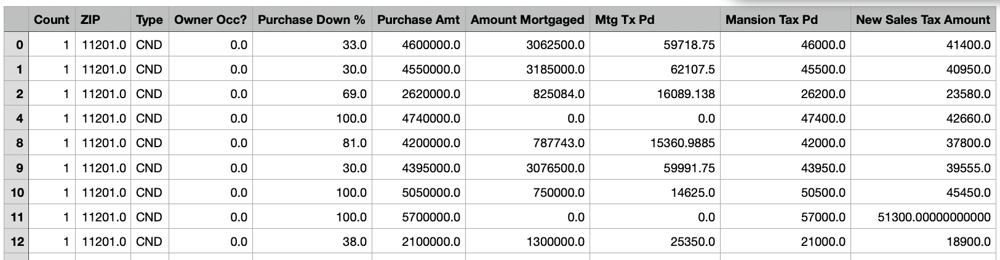 Count ZIP Type Owner Occ? Purchase Down % Purchase Amt Amount Mortgaged Mtg Tx Pd Mansion Tax Pd New Sales Tax Amount
0 1 11201.0 CND 0.0 33.0 4600000.0 3062500.0 59718.75 46000.0 41400.0
1 1 11201.0 CND 0.0 30.0 4550000.0 3185000.0 62107.5 45500.0 40950.0
2 1 11201.0 CND 0.0 69.0 2620000.0 825084.0 16089.138 26200.0 23580.0
4 1 11201.0 CND 0.0 100.0 4740000.0 0.0 0.0 47400.0 42660.0
8 1 11201.0 CND 0.0 81.0 4200000.0 787743.0 15360.9885 42000.0 37800.0
9 1 11201.0 CND 0.0 30.0 4395000.0 3076500.0 59991.75 43950.0 39555.0
10 1 11201.0 CND 0.0 100.0 5050000.0 750000.0 14625.0 50500.0 45450.0
11 1 11201.0 CND 0.0 100.0 5700000.0 0.0 0.0 57000.0 51300.00000000000
12 1 11201.0 CND 0.0 38.0 2100000.0 1300000.0 25350.0 21000.0 18900.0